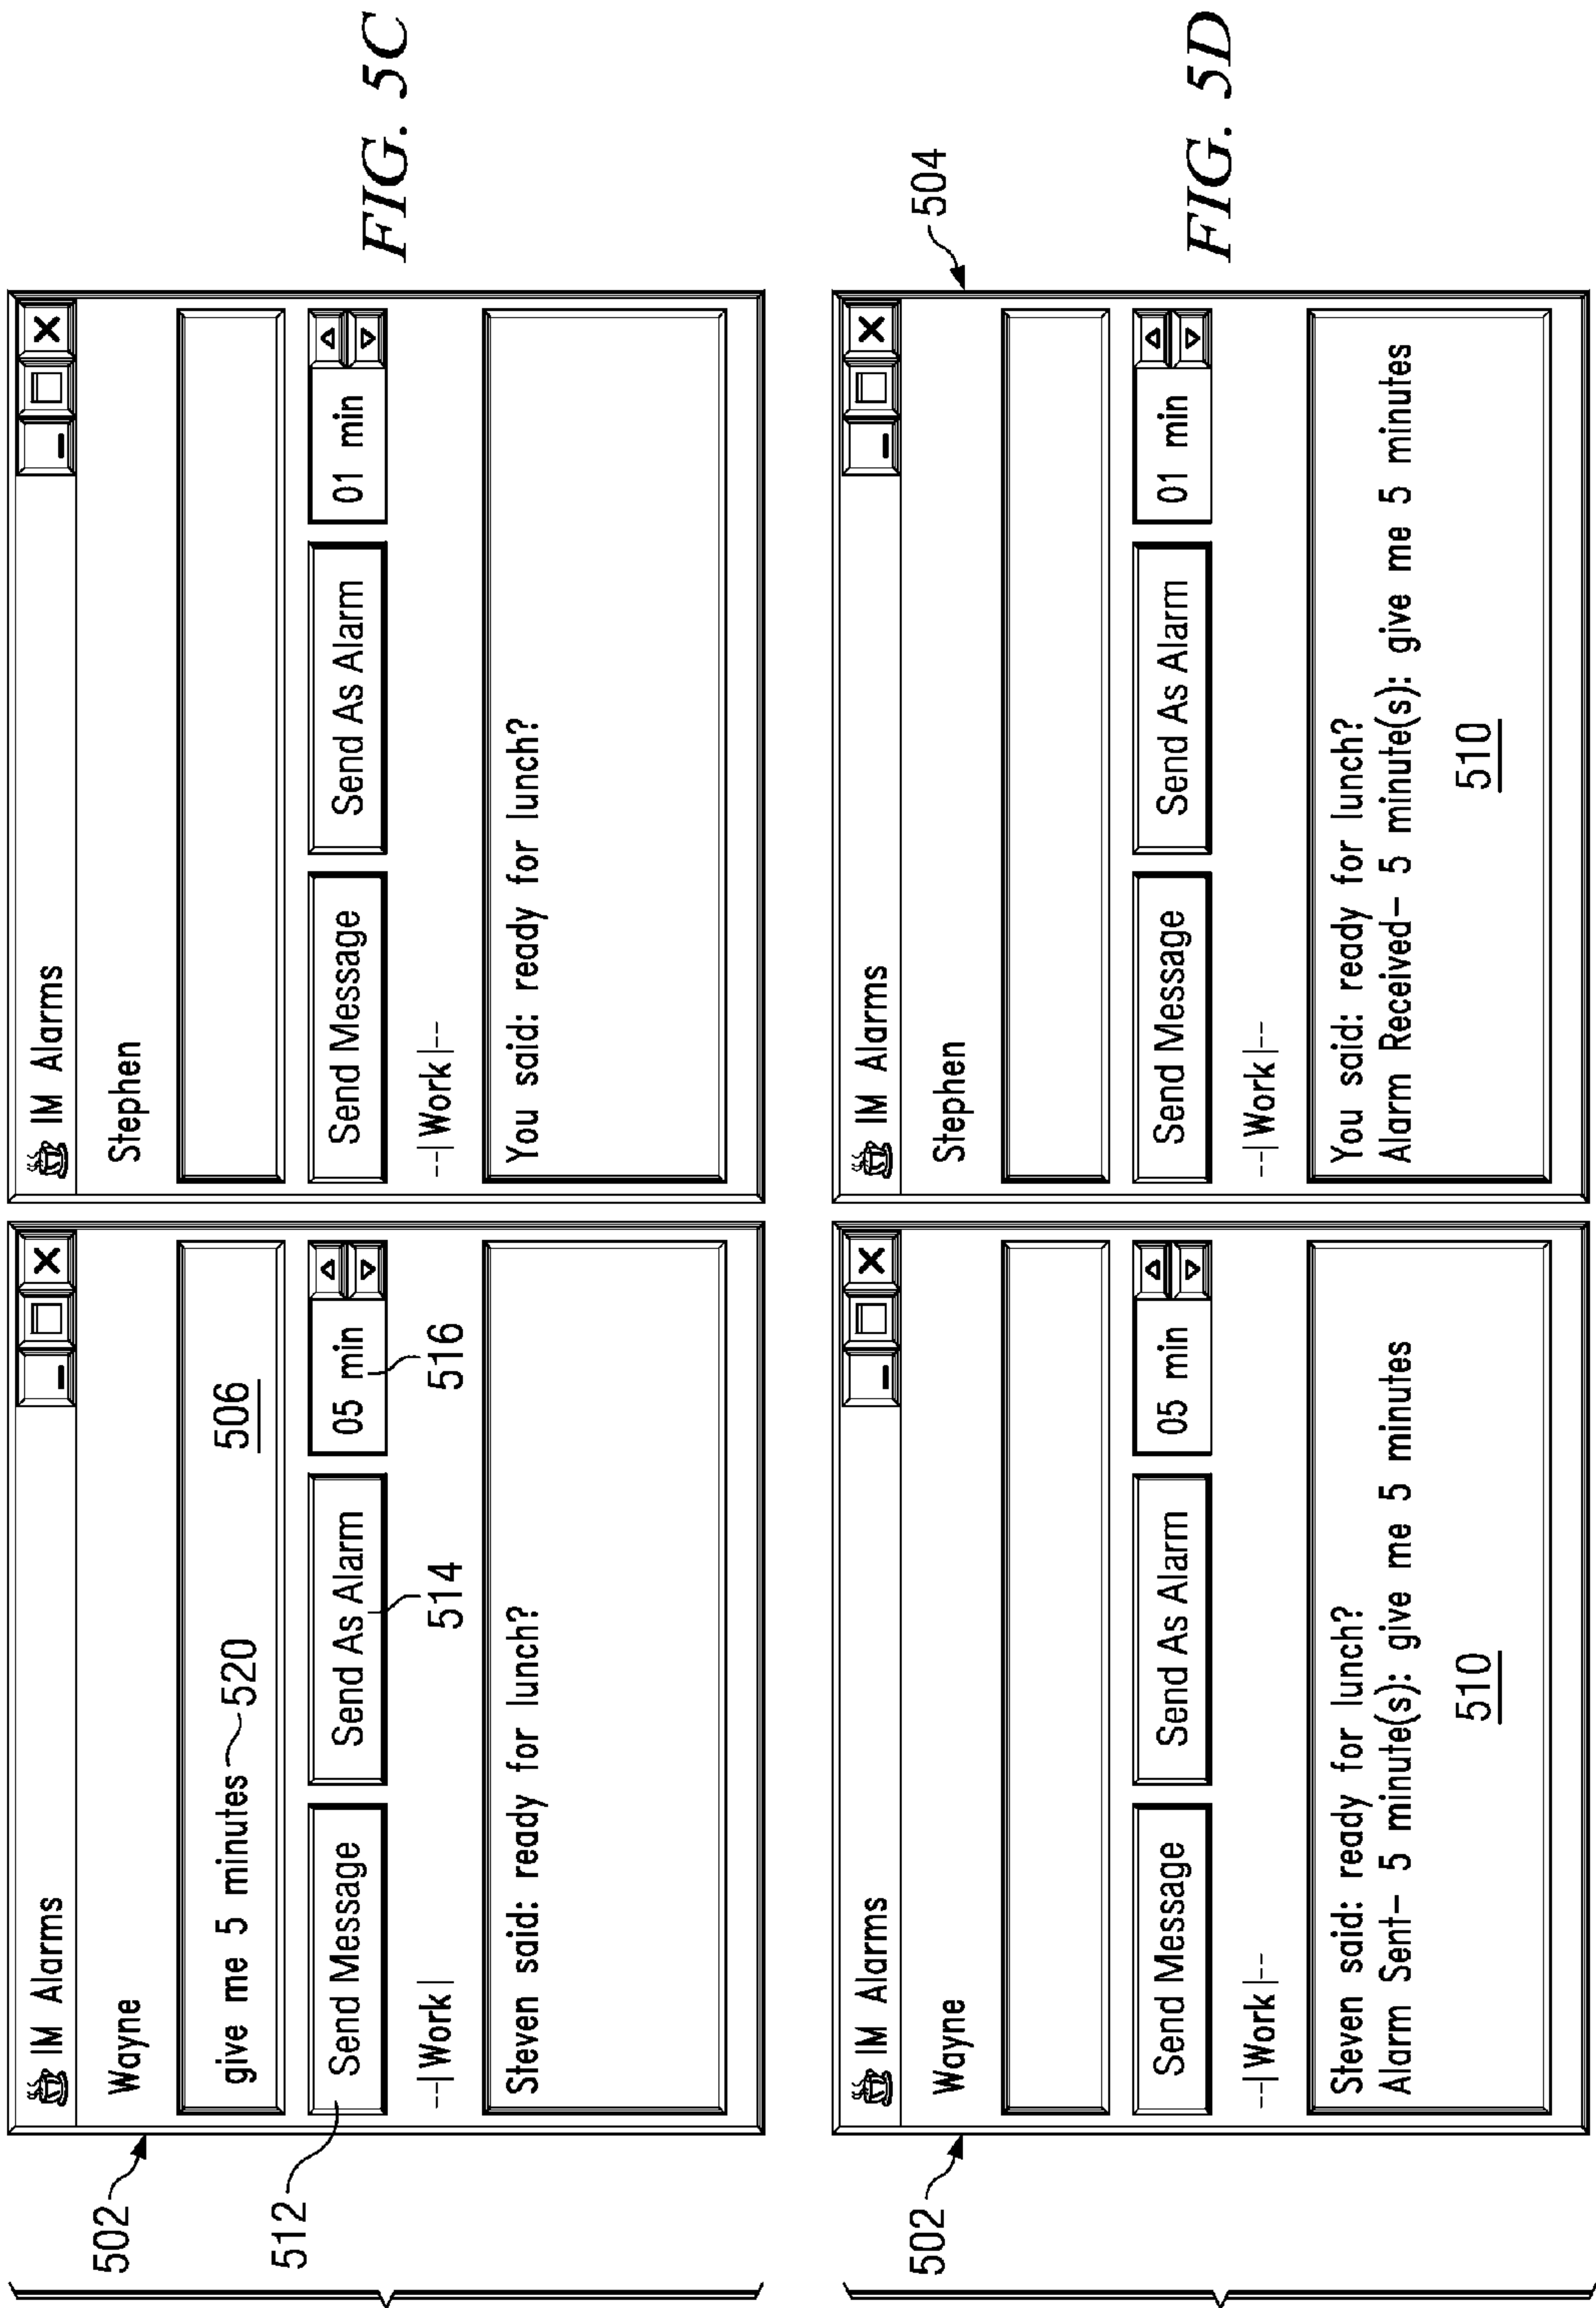 IM Alarms
Wayne
give me 5 minutes 520
506
Send Message Send As Alarm 05 min
514 516
--|Work|
Steven said: ready for lunch?
502
512
IM Alarms
Stephen
Send Message Send As Alarm 01 min
--|Work|--
You said: ready for lunch?
FIG. 5C
IM Alarms
Wayne
Send Message Send As Alarm 05 min
--|Work|--
Steven said: ready for lunch?
Alarm Sent- 5 minute(s): give me 5 minutes
510
502
IM Alarms
Stephen
Send Message Send As Alarm 01 min
--|Work|--
You said: ready for lunch?
Alarm Received- 5 minute(s): give me 5 minutes
510
504
FIG. 5D